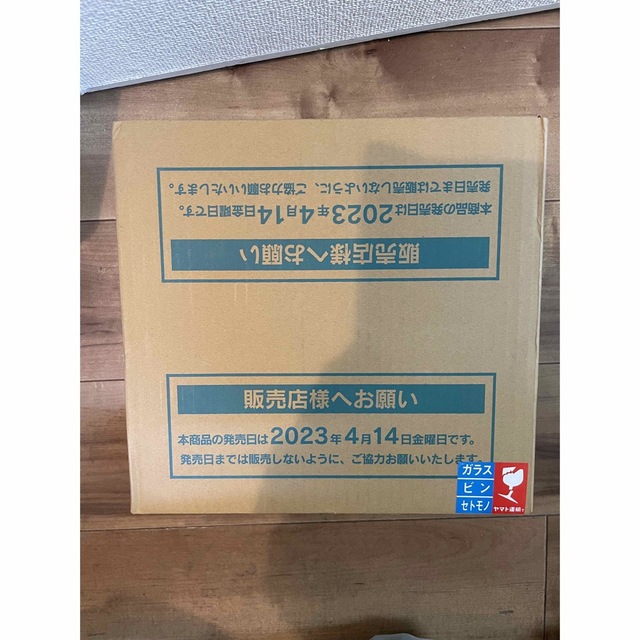 発売日までは販売しないように、ご協力お願いいたします。
本商品の発売日は2023年4月14日金曜日です。
販売店様へお願い
販売店様へお願い
本商品の発売日は2023年4月14日金曜日です。
発売日までは販売しないように、ご協力お願いいたします。
ガラス
ビン
セトモノ
ヤマト運輸